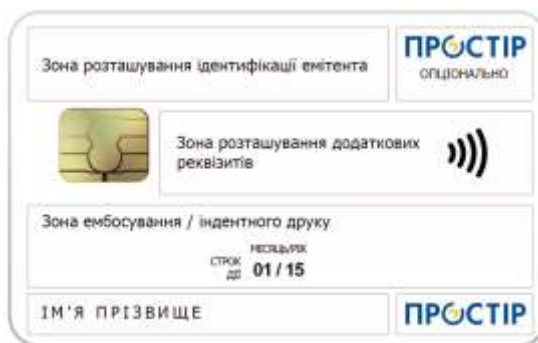 Зона розташування ідентифікації емітента
ПРОСТІР
ОПЦІОНАЛЬНО
Зона розташування додаткових
реквізитів
Зона ембосування / індентного друку
МІСЯЦЬ/РІК
СТРОК
ДІЇ 01 / 15
ІМ'Я ПРІЗВИЩЕ
ПРОСТІР